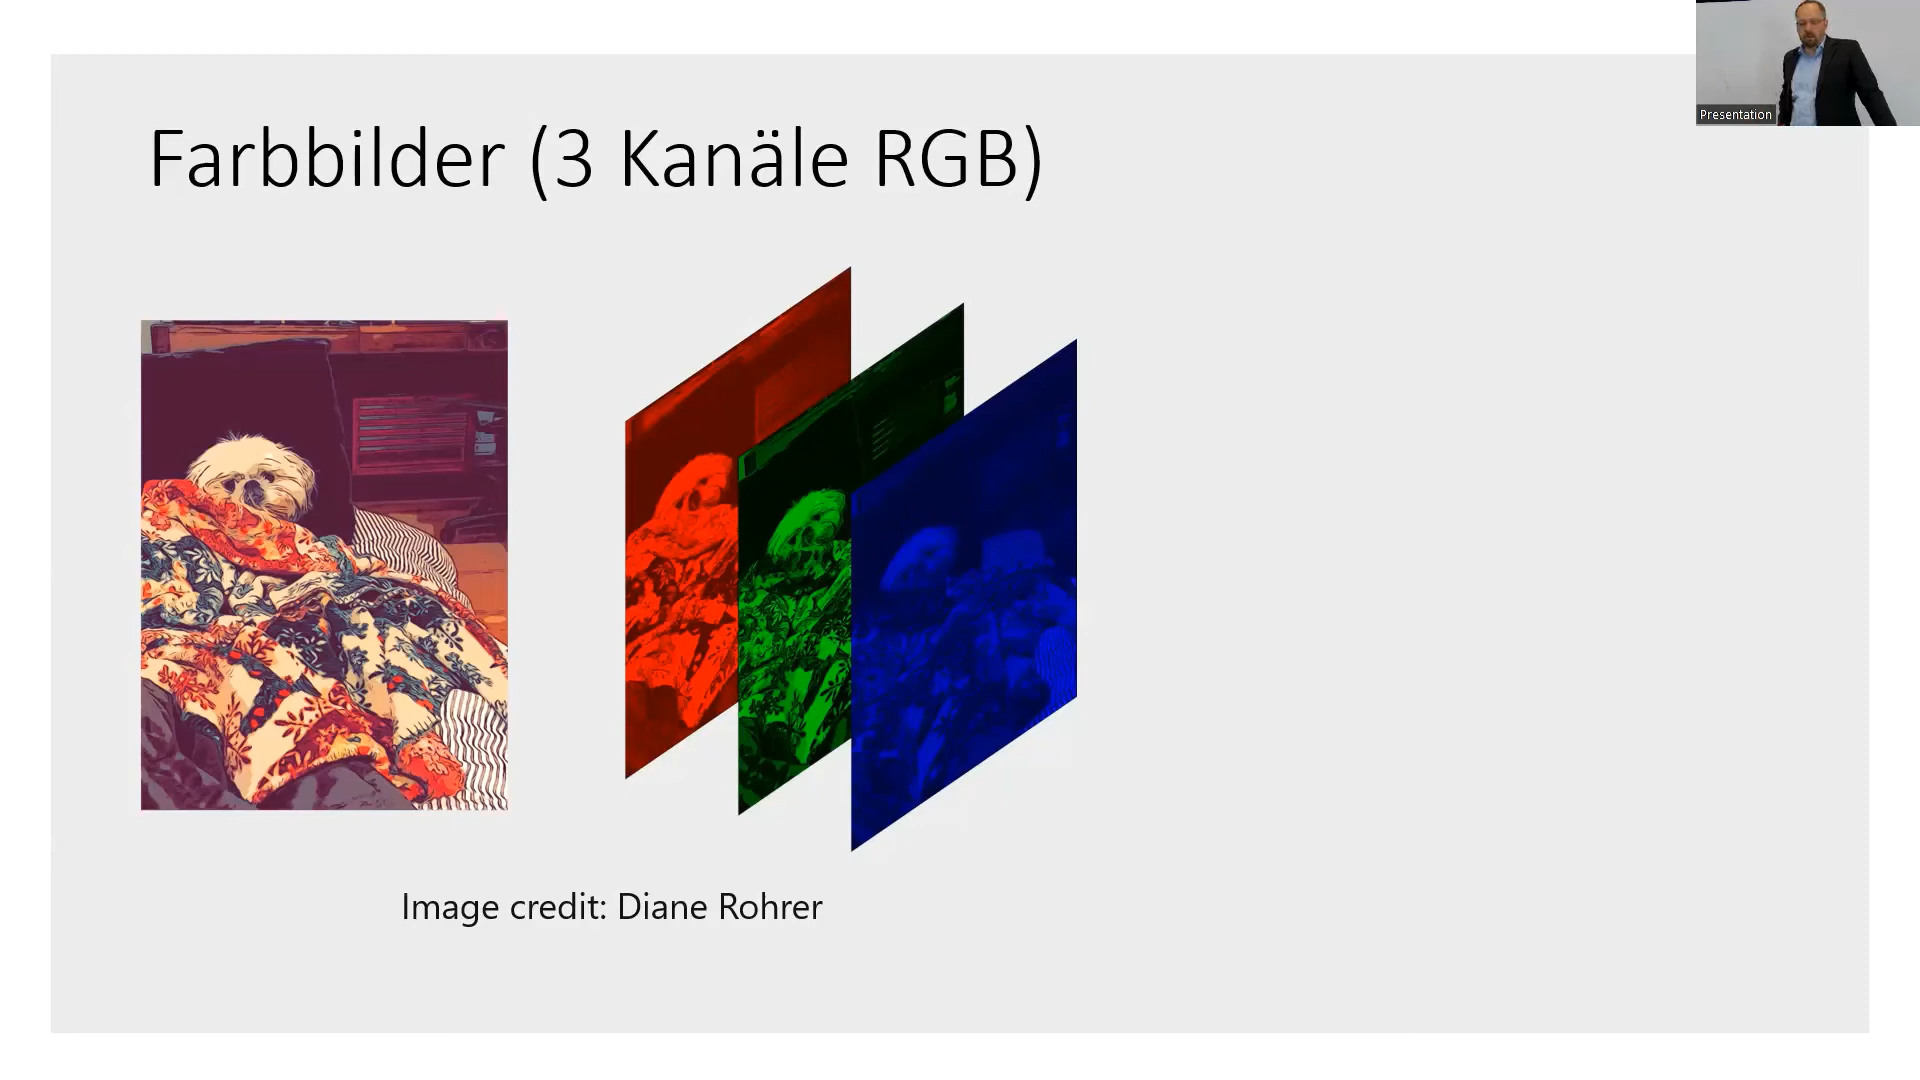 Farbbilder (3 Kanäle RGB)
Presentation
Image credit: Diane Rohrer